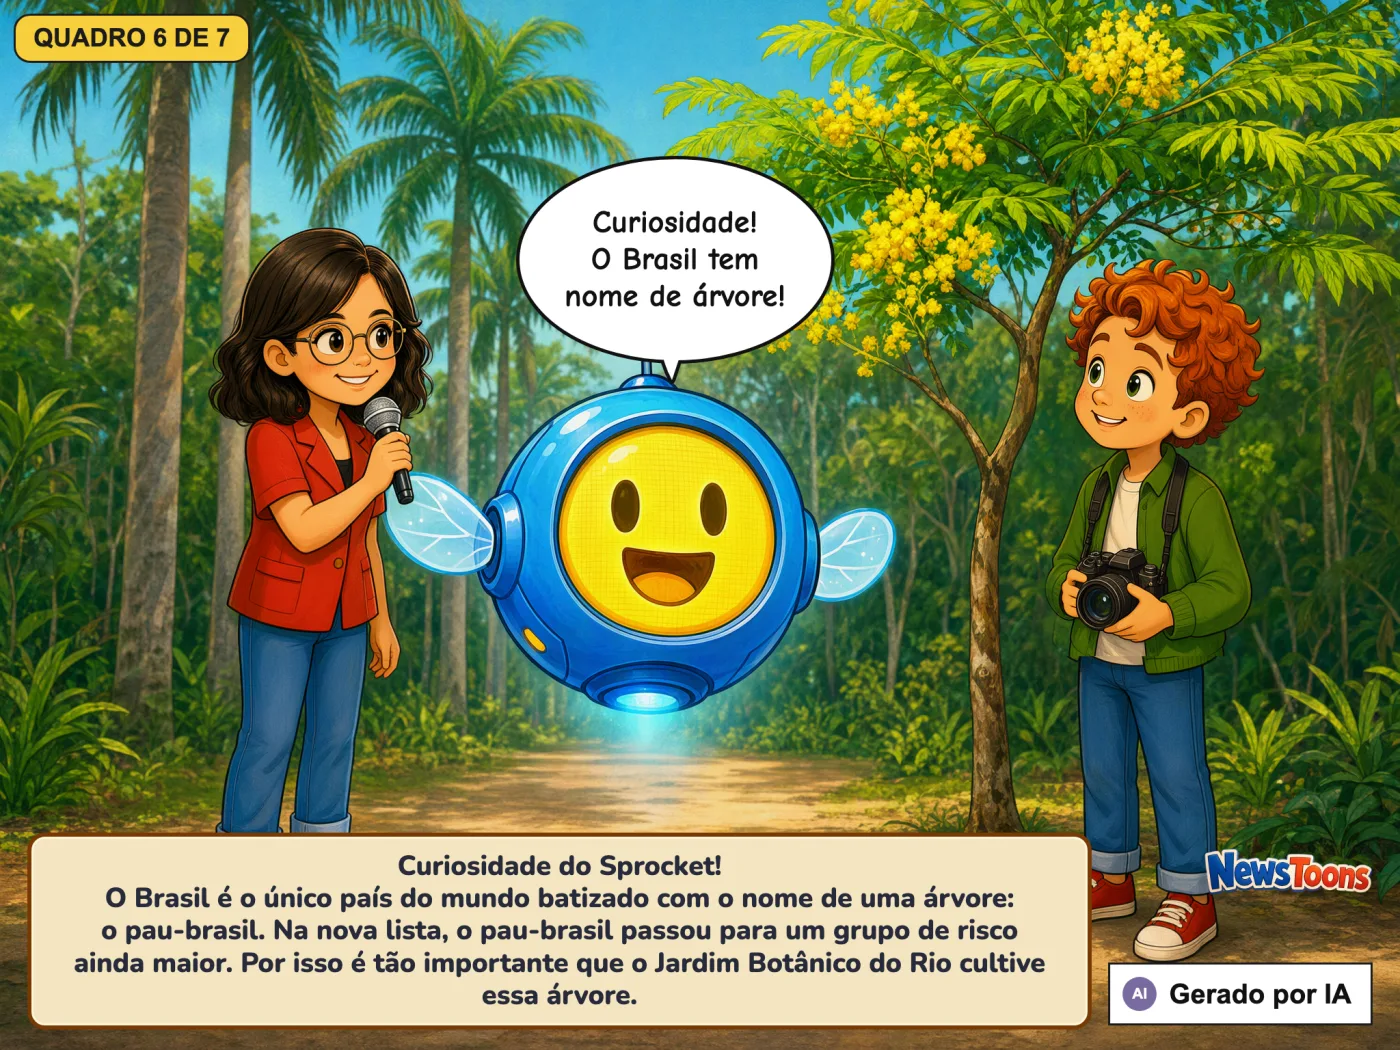 QUADRO 6 DE 7
Curiosidade!
O Brasil tem
nome de árvore!
Curiosidade do Sprocket!
O Brasil é o único país do mundo batizado com o nome de uma árvore:
o pau-brasil. Na nova lista, o pau-brasil passou para um grupo de risco
ainda maior. Por isso é tão importante que o Jardim Botânico do Rio cultive
essa árvore.
NewsToons
AI Gerado por IA